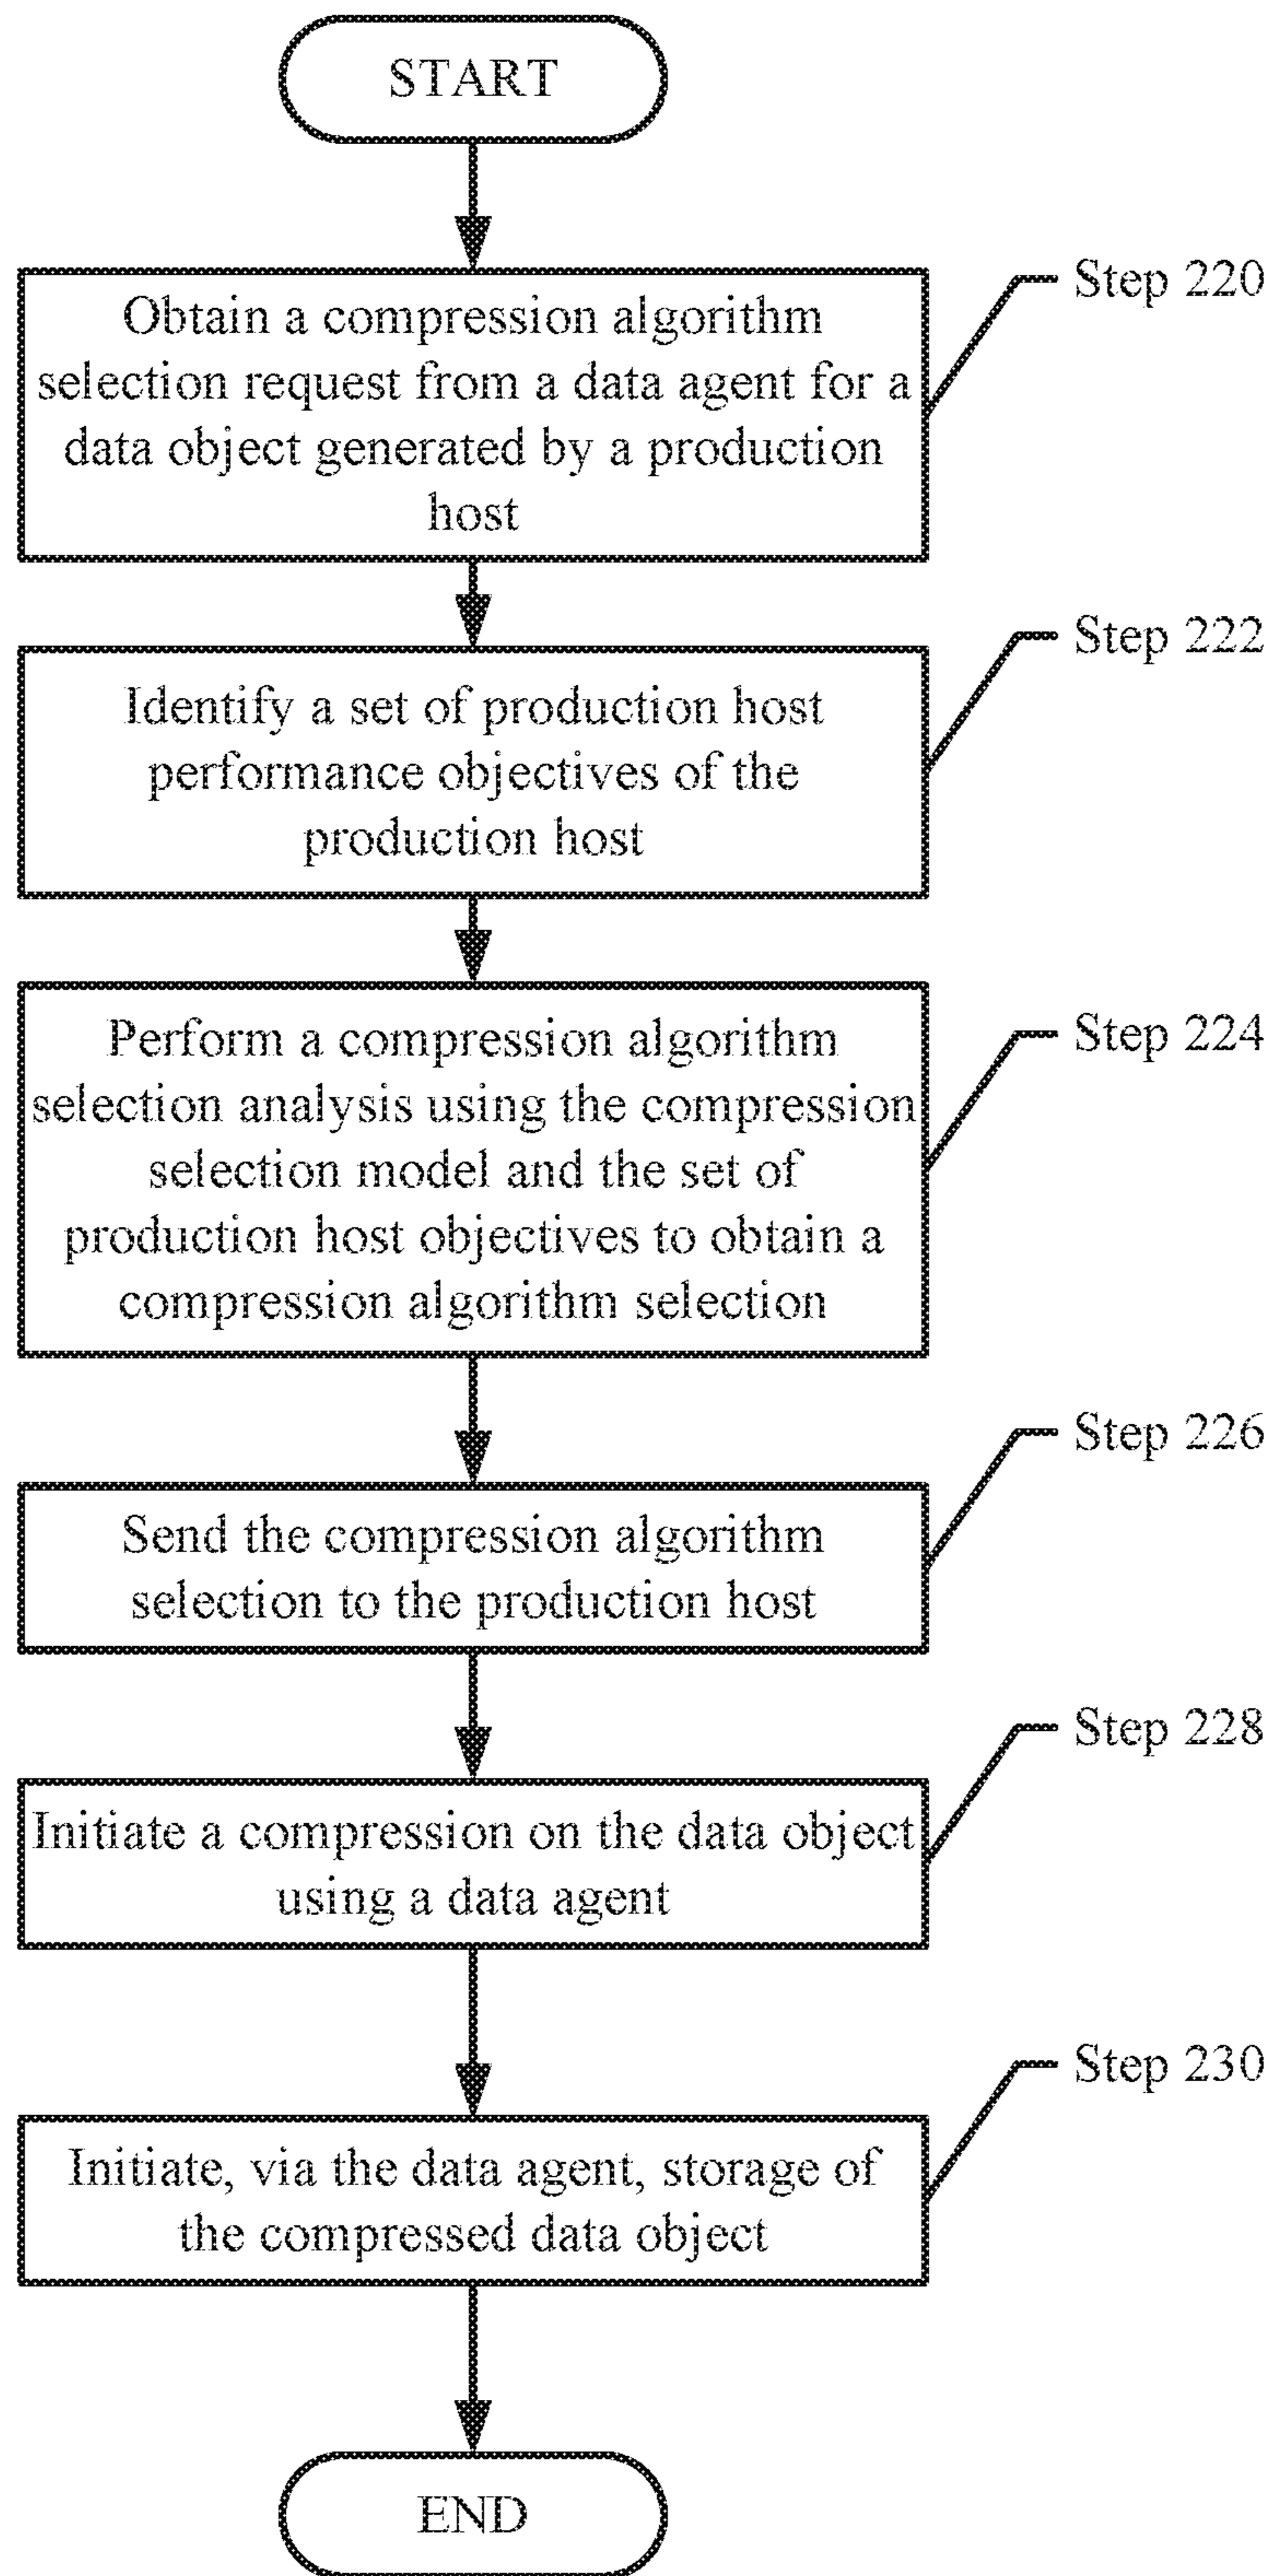 START
Step 220
Obtain a compression algorithm
selection request from a data agent for a
data object generated by a production
host
Step 222
Identify a set of production host
performance objectives of the
production host
Step 224
Perform a compression algorithm
selection analysis using the compression
selection model and the set of
production host objectives to obtain a
compression algorithm selection
Step 226
Send the compression algorithm
selection to the production host
Step 228
Initiate a compression on the data object
using a data agent
Step 230
Initiate, via the data agent, storage of
the compressed data object
END